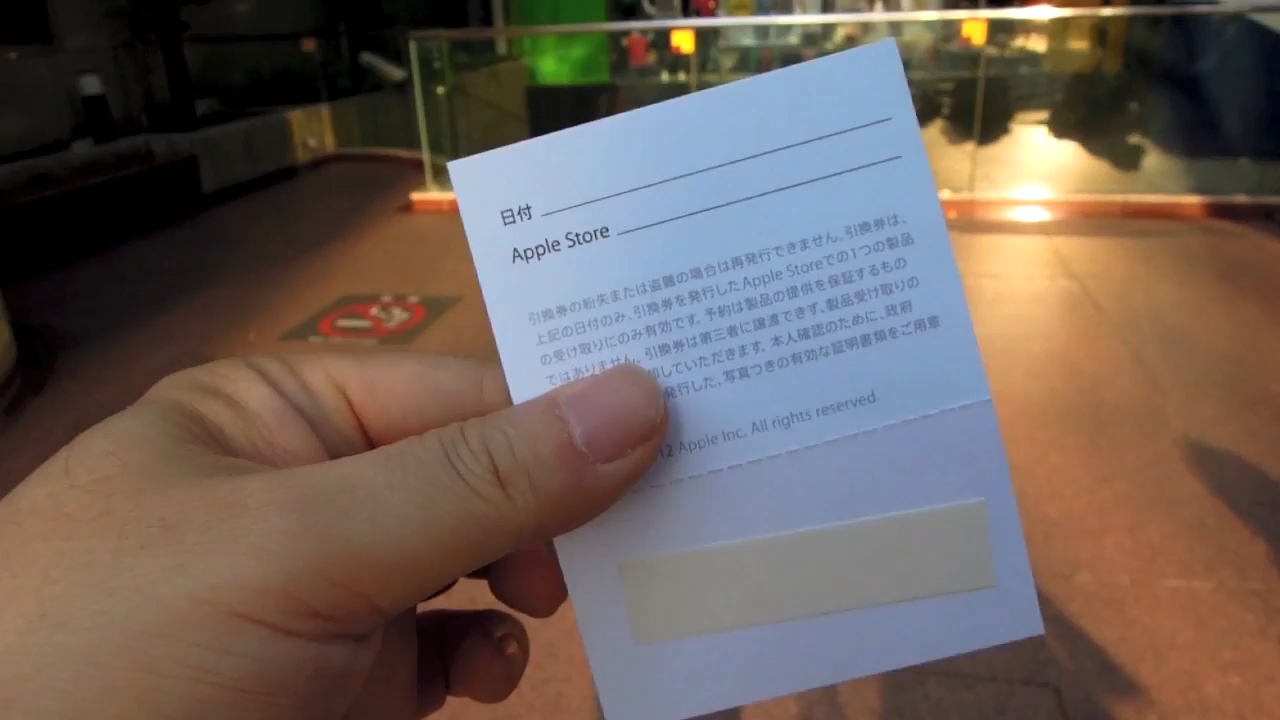 日付
Apple Store
引換券の紛失または盗難の場合は再発行できません。引換券は、
上記の日付のみ、引換券を発行したApple Storeでの1つの製品
の受け取りにのみ有効です。予約は製品の提供を保証するもの
ではありません。引換券は第三者に譲渡できず、製品受け取りの
していただきます。本人確認のために、政府
発行した、写真つきの有効な証明書類をご用意
12 Apple Inc. All rights reserved.